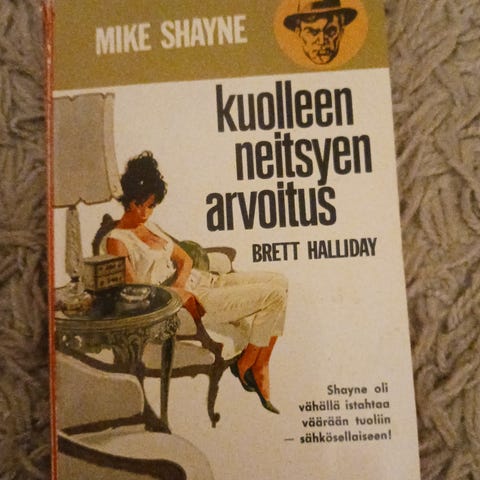 MIKE SHAYNE
kuolleen
neitsyen
arvoitus
BRETT HALLIDAY
Shayne oli
vähällä istahtaa
väärään tuoliin
— sähkösellaiseen!